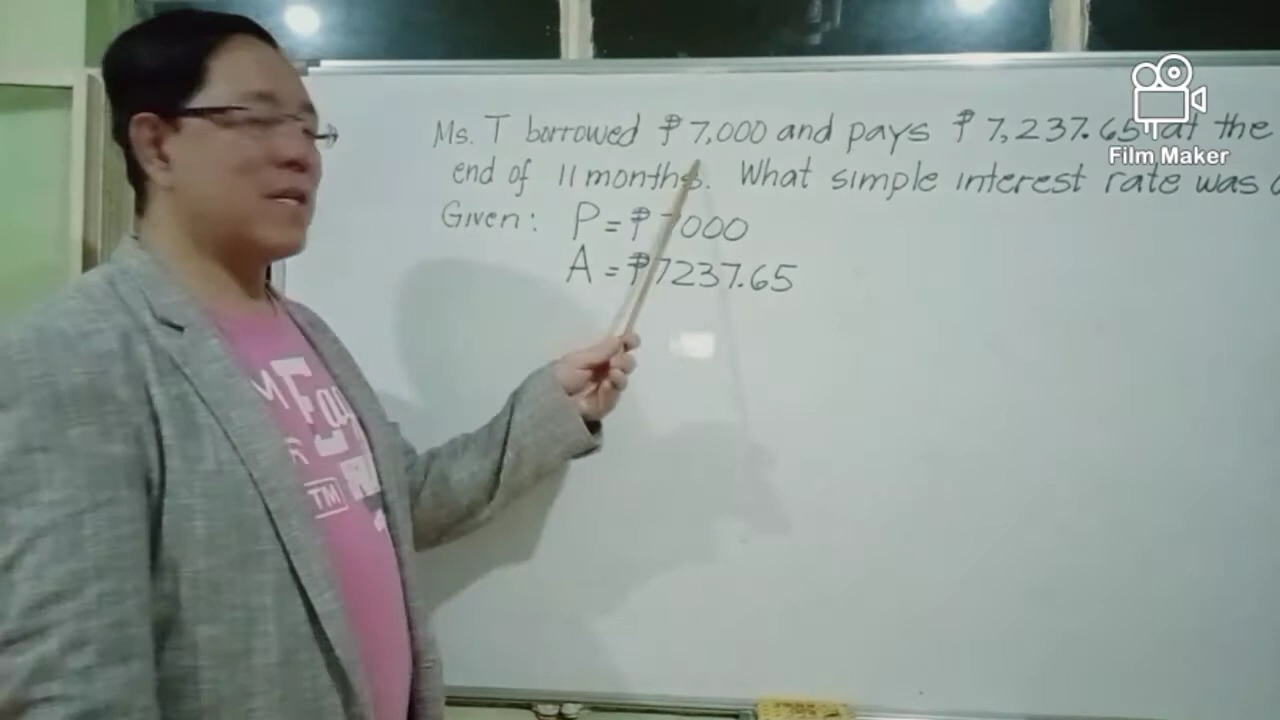 Ms. T borrowed ₱ 7,000 and pays ₱ 7,237.65 at the
end of 11 months. What simple interest rate was
Given: P = ₱ 7000
A = ₱7237.65
Film Maker
TM